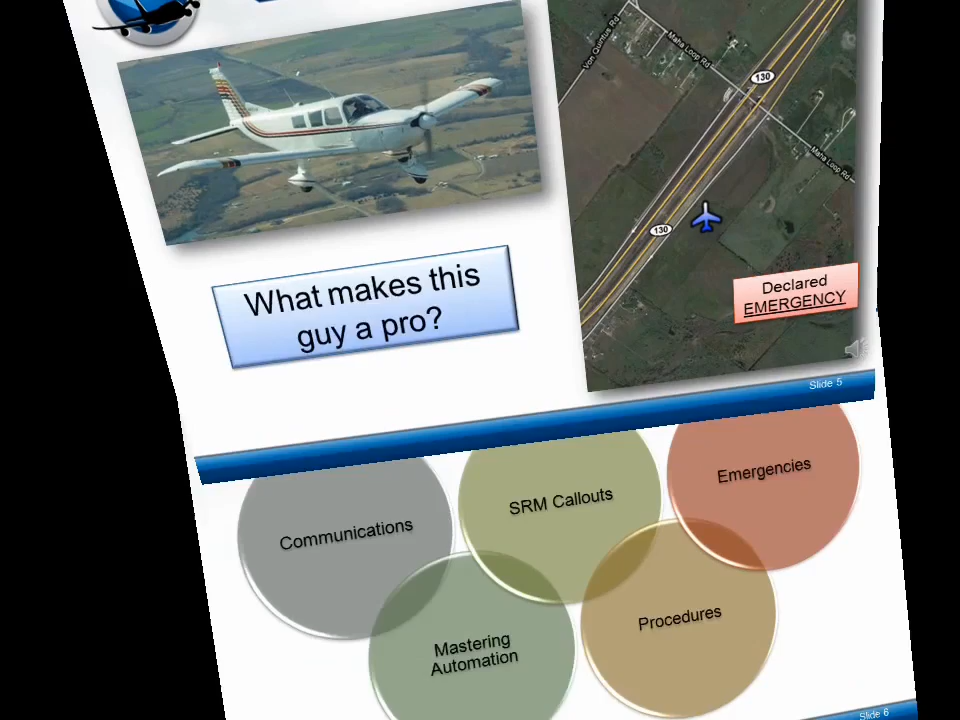 Von Quintus Rd
Maha Loop Rd
130
Maha Loop Rd
130
What makes this
guy a pro?
Declared
EMERGENCY
Slide 5
Communications
SRM Callouts
Emergencies
Mastering
Automation
Procedures
Slide 6